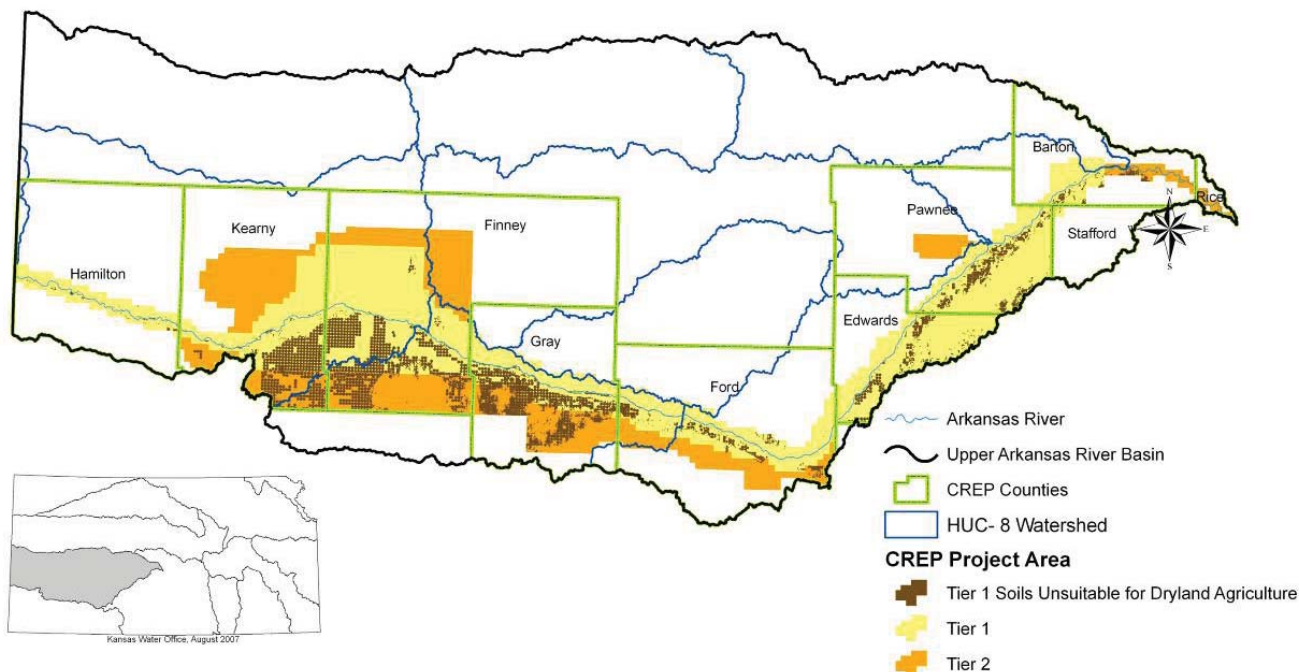 Barton
Rice
Pawnee
Stafford
N
W
E
S
Kearny
Finney
Hamilton
Edwards
Gray
Ford
Arkansas River
Upper Arkansas River Basin
CREP Counties
HUC- 8 Watershed
CREP Project Area
Tier 1 Soils Unsuitable for Dryland Agriculture
Tier 1
Tier 2
Kansas Water Office, August 2007